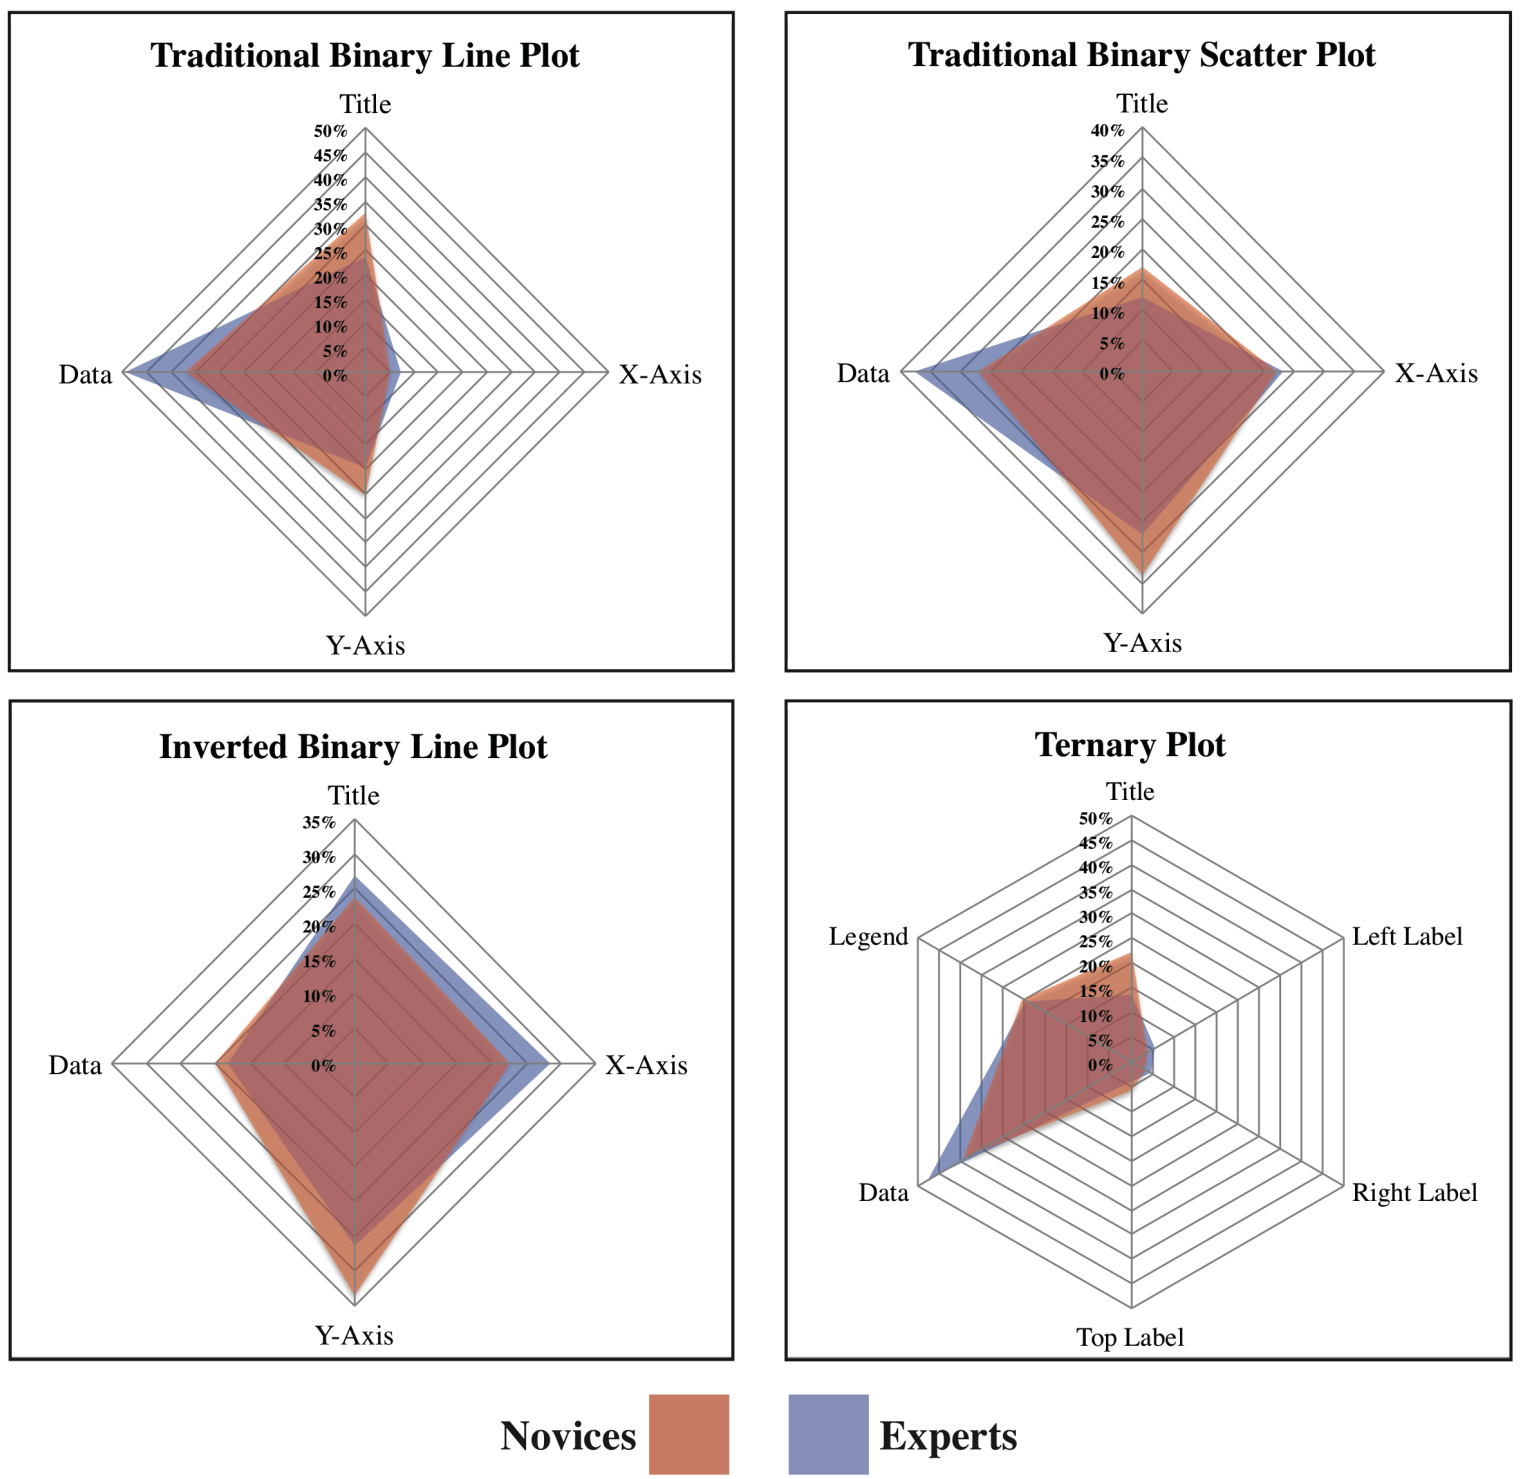 Traditional Binary Line Plot
Title
50%
45%
40%
35%
30%
25%
20%
15%
10%
5%
0%
Data
X-Axis
Y-Axis
Traditional Binary Scatter Plot
Title
40%
35%
30%
25%
20%
15%
10%
5%
0%
Data
X-Axis
Y-Axis
Inverted Binary Line Plot
Title
35%
30%
25%
20%
15%
10%
5%
0%
Data
X-Axis
Y-Axis
Ternary Plot
Title
50%
45%
40%
35%
30%
25%
20%
15%
10%
5%
0%
Legend
Left Label
Data
Right Label
Top Label
Novices
Experts